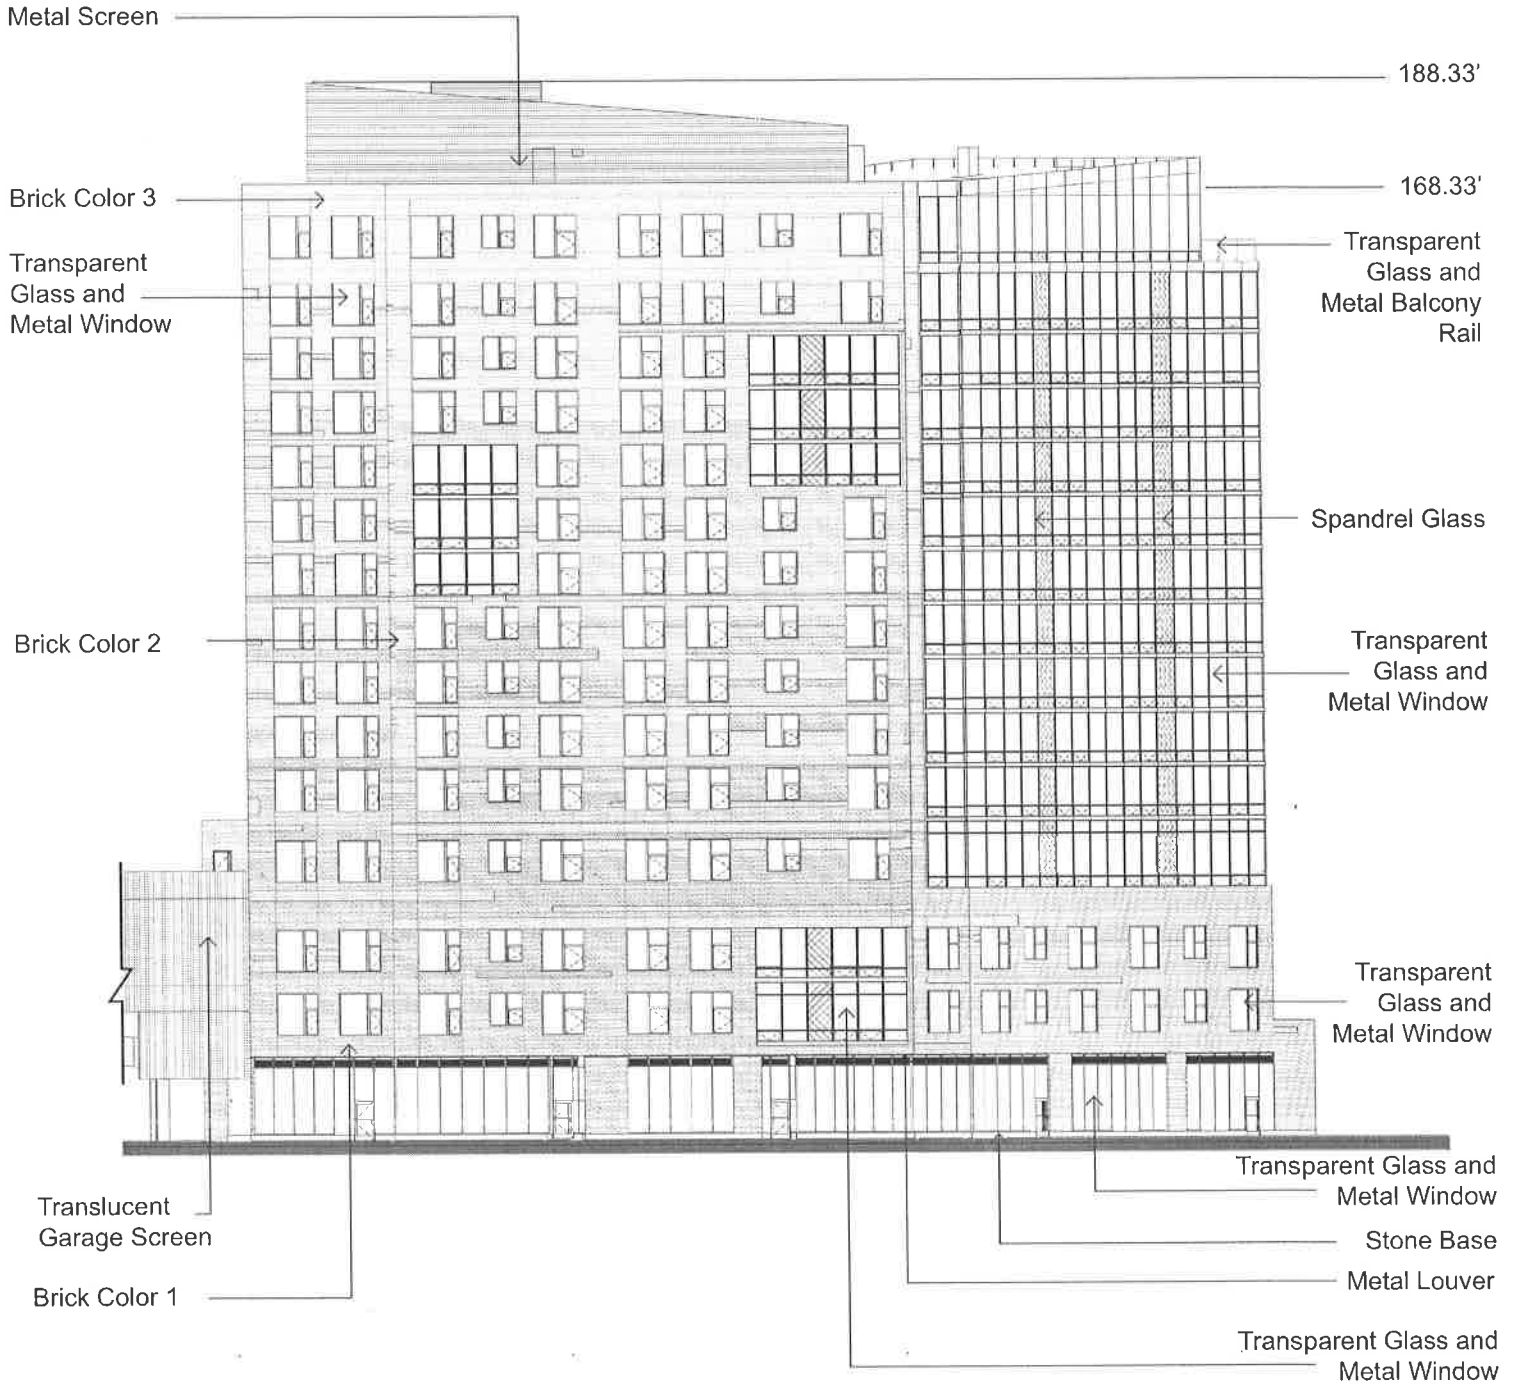 Metal Screen
188.33'
168.33'
Brick Color 3
Transparent
Glass and
Metal Balcony
Rail
Transparent
Glass and
Metal Window
Spandrel Glass
Brick Color 2
Transparent
Glass and
Metal Window
Transparent
Glass and
Metal Window
Transparent Glass and
Metal Window
Translucent
Garage Screen
Stone Base
Metal Louver
Brick Color 1
Transparent Glass and
Metal Window